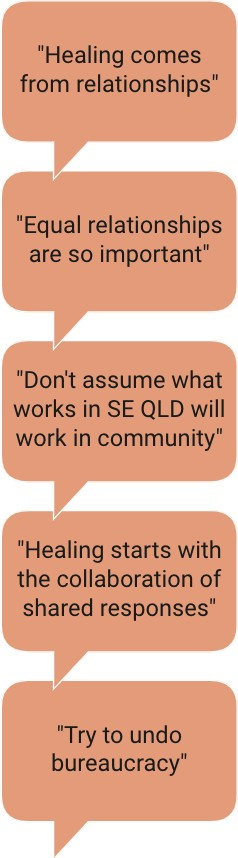 "Healing comes
from relationships"
"Equal relationships
are so important"
"Don't assume what
works in SE QLD will
work in community"
"Healing starts with
the collaboration of
shared responses"
"Try to undo
bureaucracy"